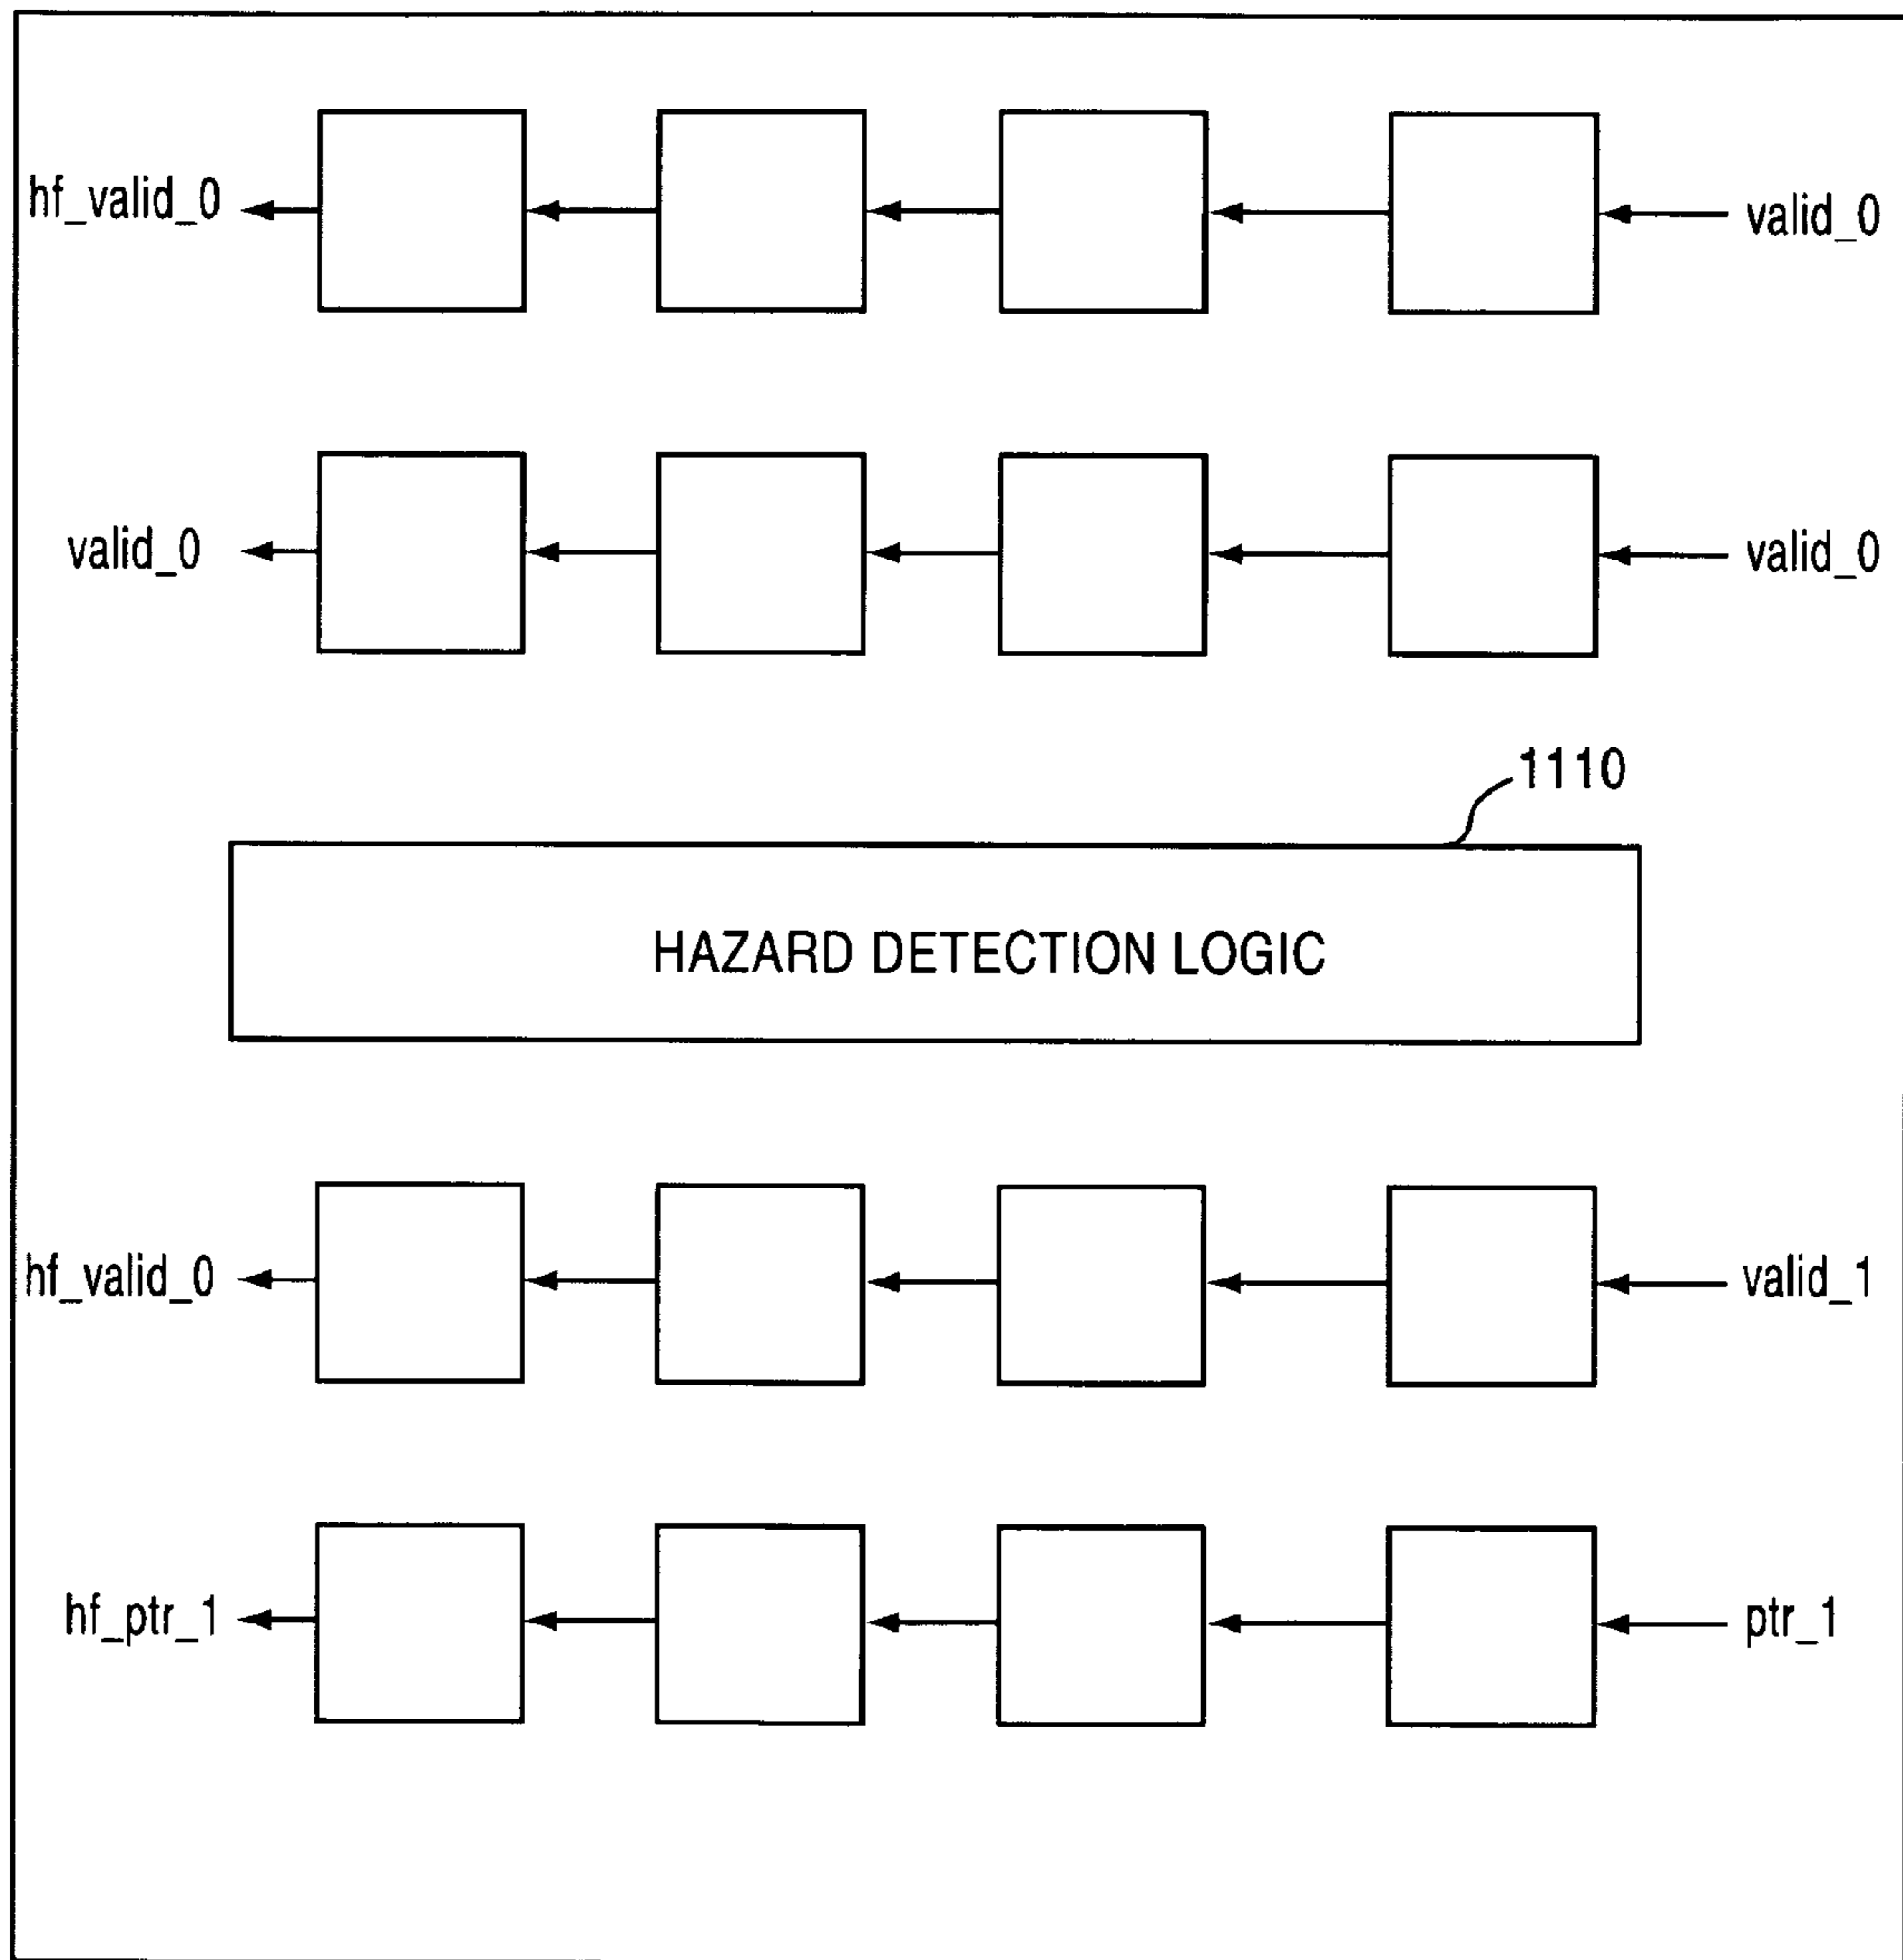 hf_valid_0 valid_0
valid_0 valid_0
1110
HAZARD DETECTION LOGIC
hf_valid_0 valid_1
hf_ptr_1 ptr_1